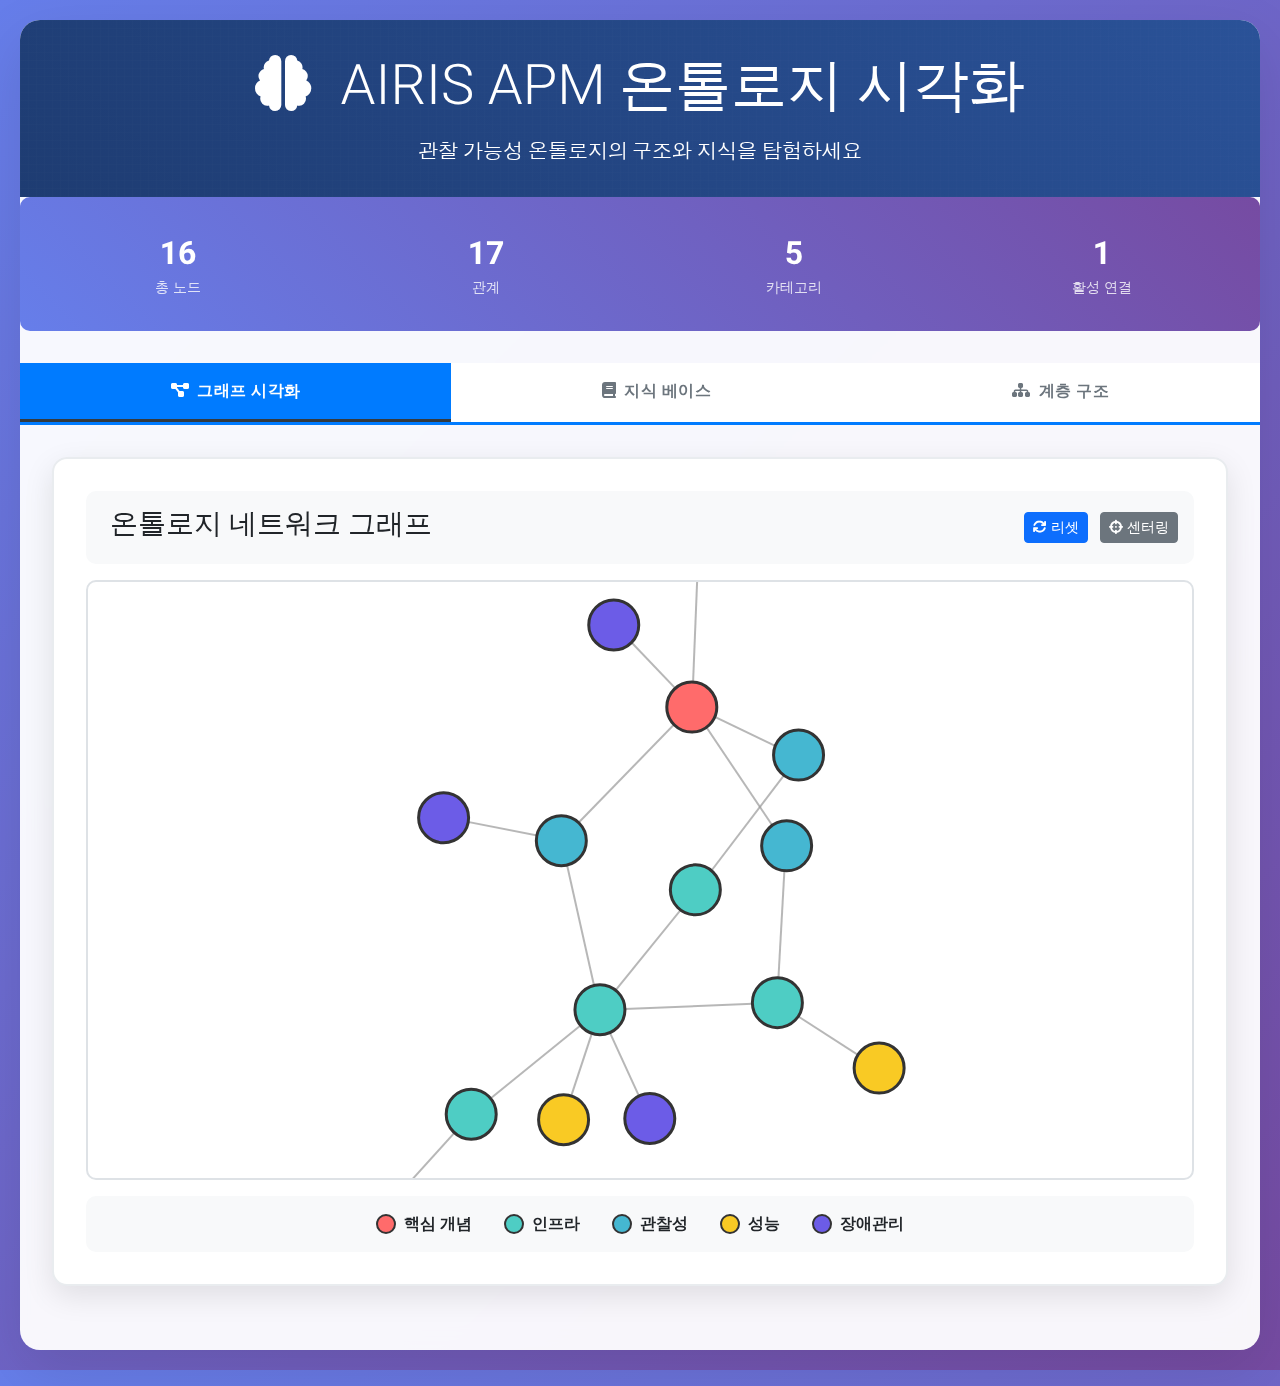 AIRIS APM 온톨로지 시각화
관찰 가능성 온톨로지의 구조와 지식을 탐험하세요
16
총 노드
17
관계
5
카테고리
1
활성 연결
그래프 시각화
지식 베이스
계층 구조
온톨로지 네트워크 그래프
리셋
센터링
핵심 개념
인프라
관찰성
성능
장애관리